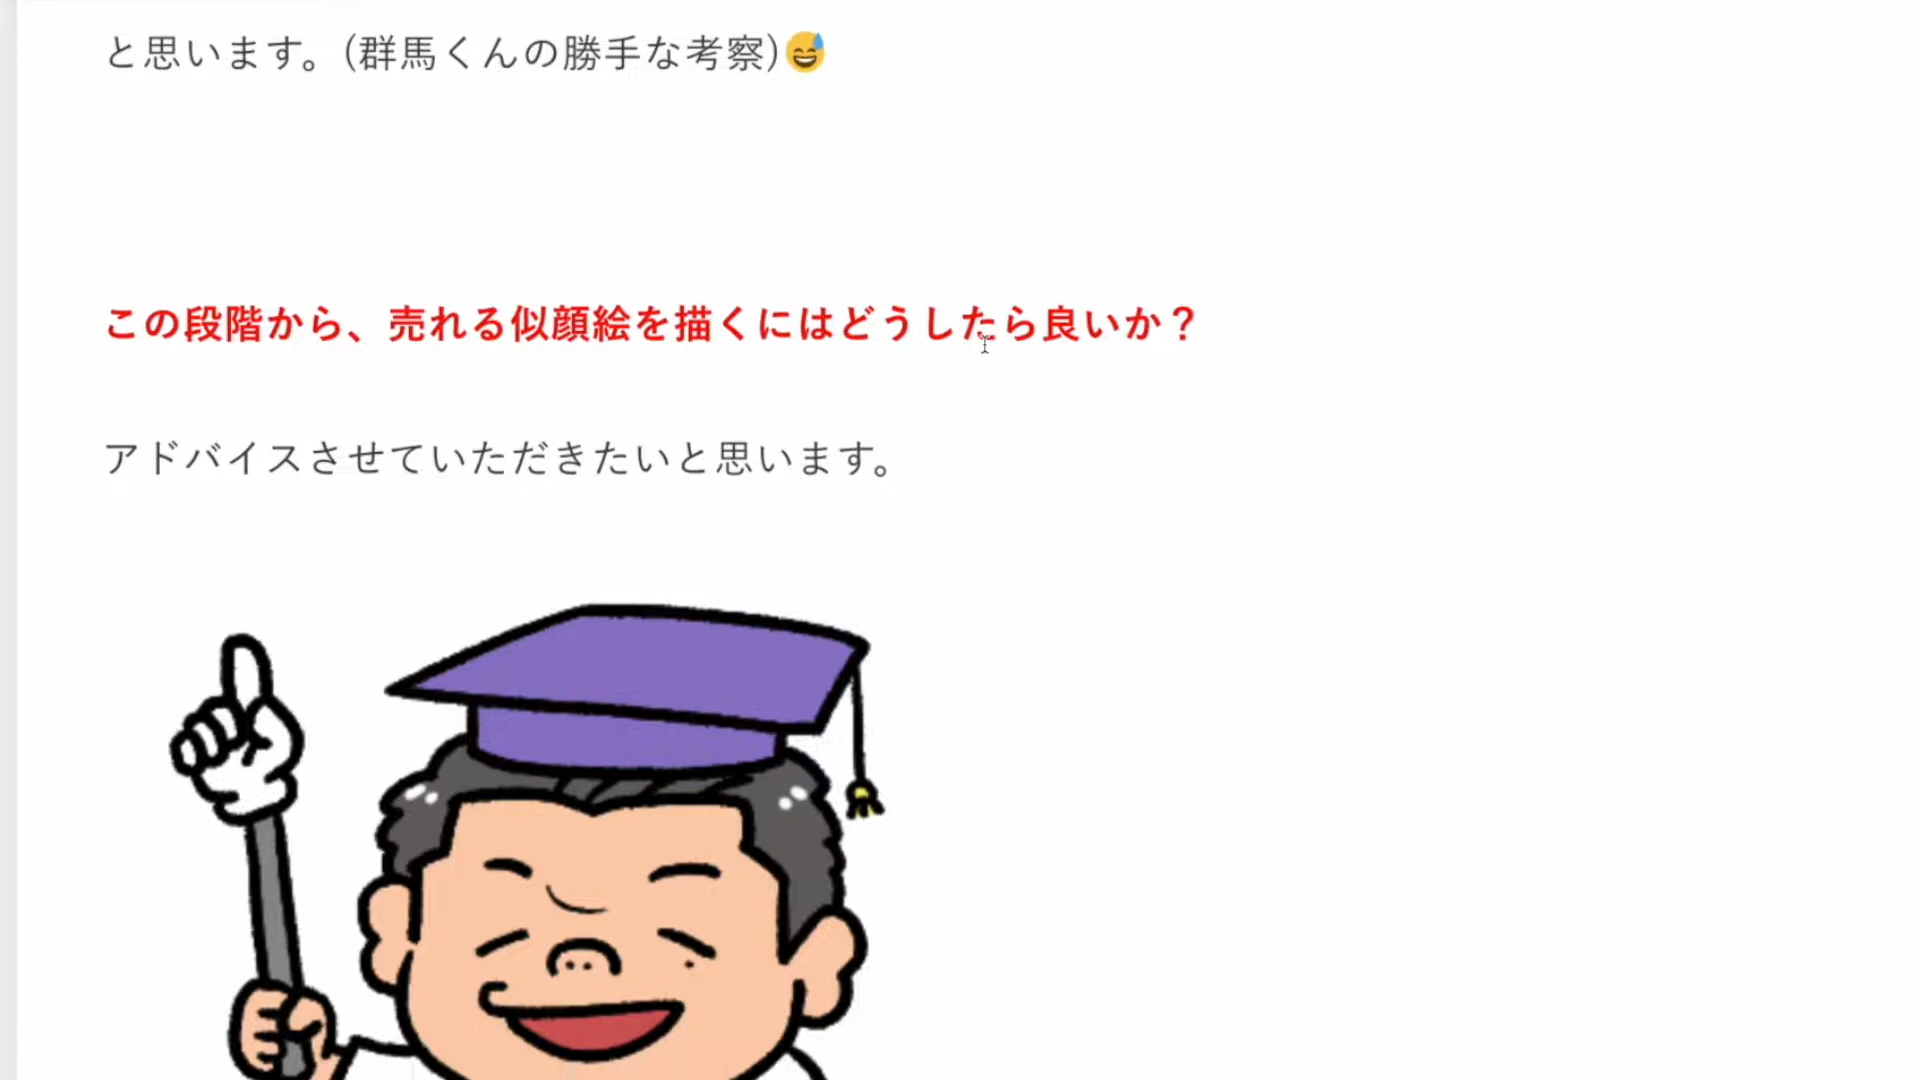 と思います。(群馬くんの勝手な考察)😅
この段階から、売れる似顔絵を描くにはどうしたら良いか？
アドバイスさせていただきたいと思います。